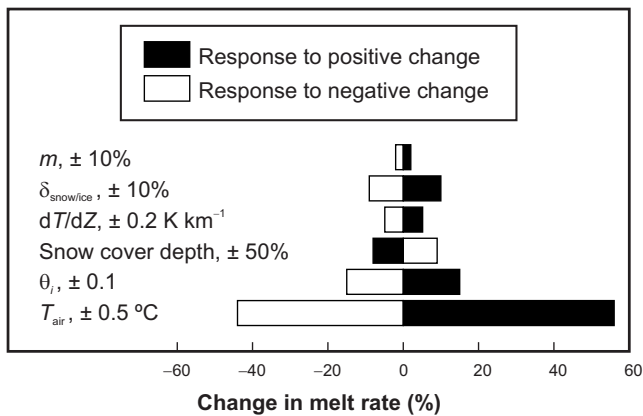 Response to positive change
Response to negative change
m, ± 10%
δsnow/ice, ± 10%
dT/dZ, ± 0.2 K km⁻¹
Snow cover depth, ± 50%
θi, ± 0.1
Tair, ± 0.5 ºC
−60 −40 −20 0 20 40 60
Change in melt rate (%)